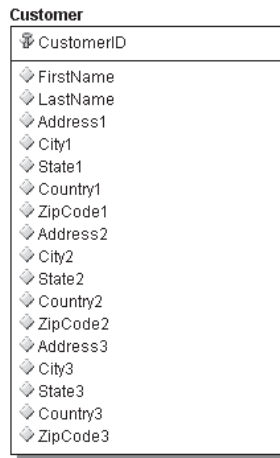 Customer
CustomerID
FirstName
LastName
Address1
City1
State1
Country1
ZipCode1
Address2
City2
State2
Country2
ZipCode2
Address3
City3
State3
Country3
ZipCode3